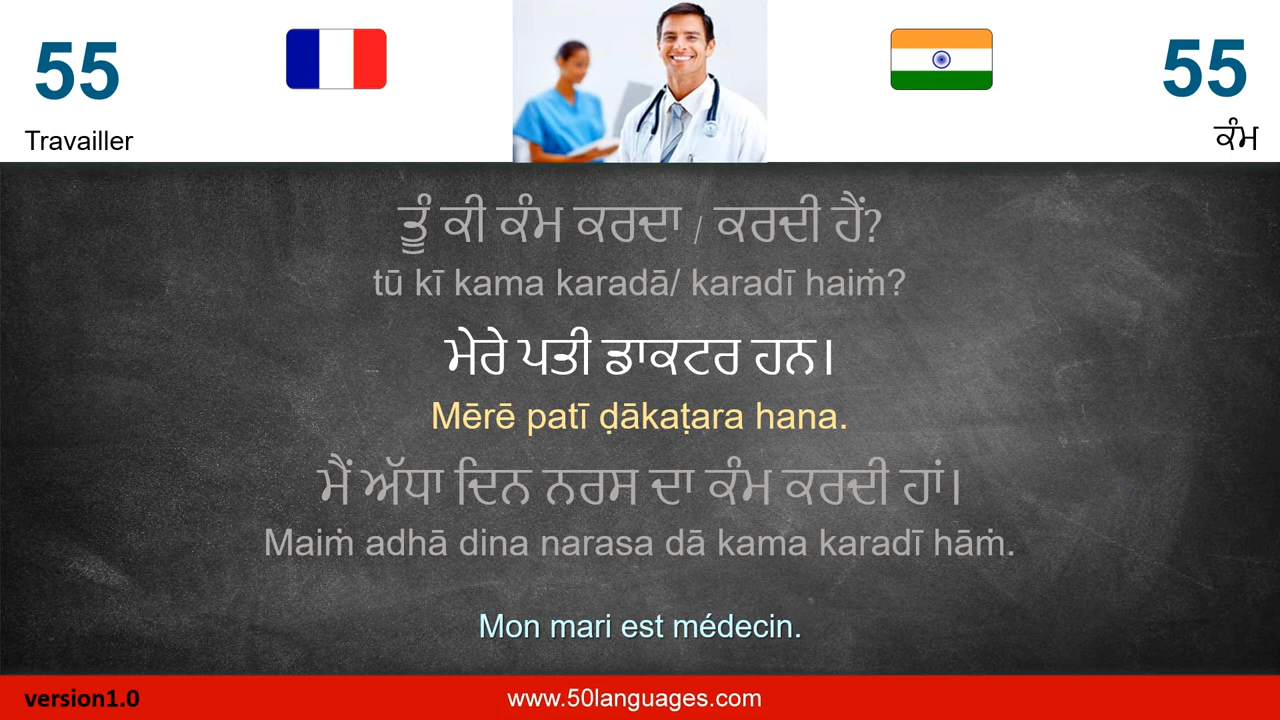 55
55
Travailler
ਕੰਮ
ਤੂੰ ਕੀ ਕੰਮ ਕਰਦਾ / ਕਰਦੀ ਹੈਂ?
tū kī kama karadā/ karadī haiṁ?
ਮੇਰੇ ਪਤੀ ਡਾਕਟਰ ਹਨ।
Mērē patī ḍākaṭara hana.
ਮੈਂ ਅੱਧਾ ਦਿਨ ਨਰਸ ਦਾ ਕੰਮ ਕਰਦੀ ਹਾਂ।
Maiṁ adhā dina narasa dā kama karadī hāṁ.
Mon mari est médecin.
version1.0
www.50languages.com